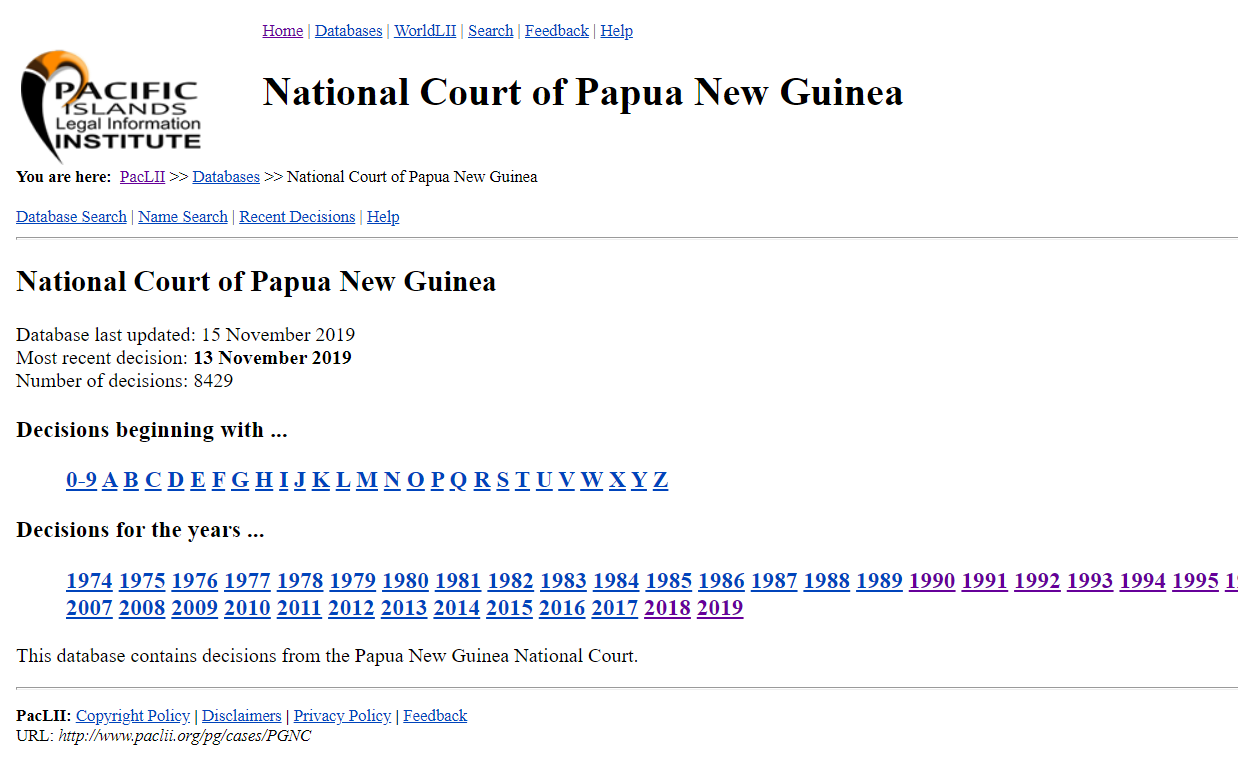 Home | Databases | WorldLII | Search | Feedback | Help
PACIFIC
ISLANDS
Legal Information
INSTITUTE
National Court of Papua New Guinea
You are here: PacLII >> Databases >> National Court of Papua New Guinea
Database Search | Name Search | Recent Decisions | Help
National Court of Papua New Guinea
Database last updated: 15 November 2019
Most recent decision: 13 November 2019
Number of decisions: 8429
Decisions beginning with ...
0-9 A B C D E F G H I J K L M N O P Q R S T U V W X Y Z
Decisions for the years ...
1974 1975 1976 1977 1978 1979 1980 1981 1982 1983 1984 1985 1986 1987 1988 1989 1990 1991 1992 1993 1994 1995
2007 2008 2009 2010 2011 2012 2013 2014 2015 2016 2017 2018 2019
This database contains decisions from the Papua New Guinea National Court.
PacLII: Copyright Policy | Disclaimers | Privacy Policy | Feedback
URL: http://www.paclii.org/pg/cases/PGNC